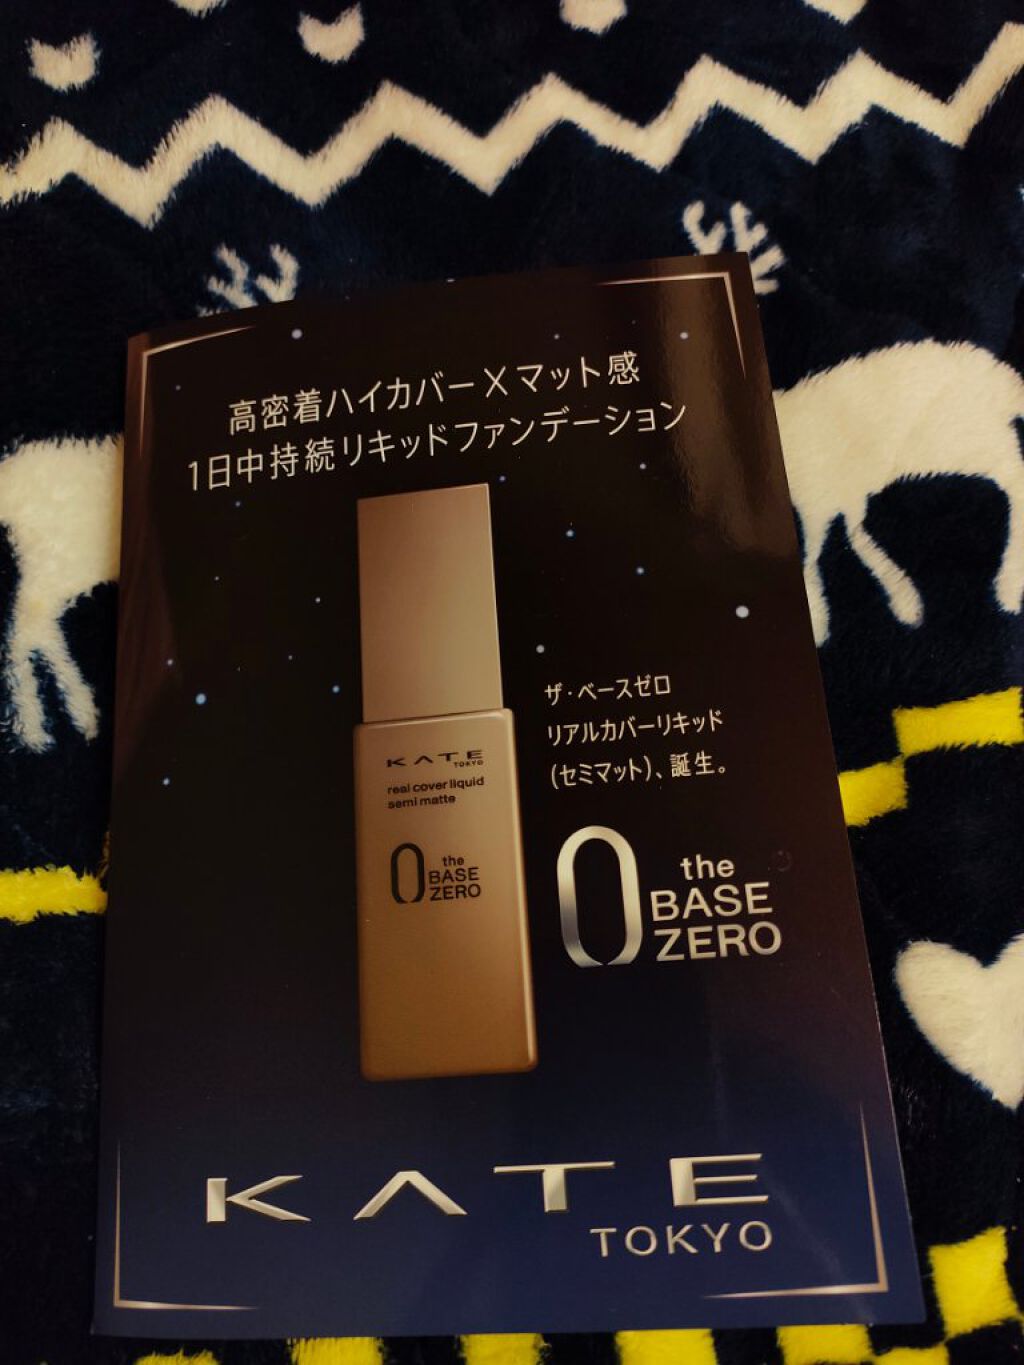 高密着ハイカバー×マット感
1日中持続リキッドファンデーション
KATE
TOKYO
real cover liquid
semi matte
0 the
BASE
ZERO
ザ・ベースゼロ
リアルカバーリキッド
(セミマット)、誕生。
0 the
BASE
ZERO
KATE
TOKYO